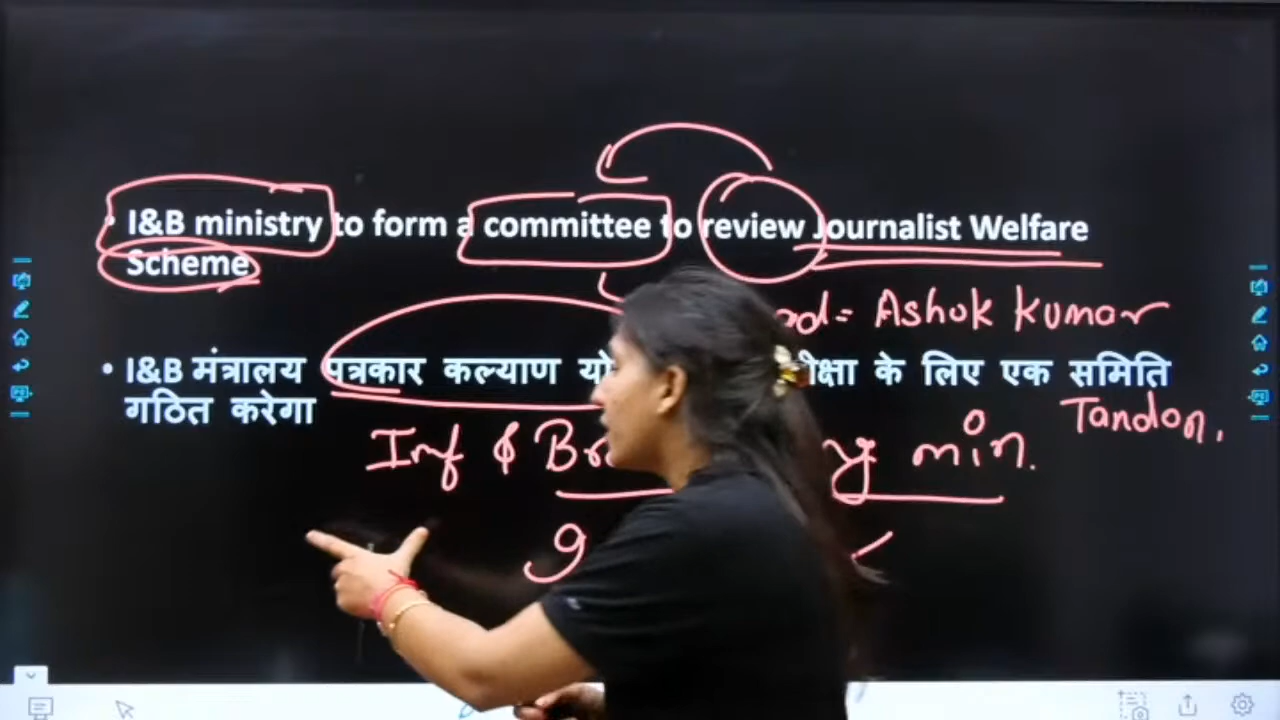 • I&B ministry to form a committee to review Journalist Welfare
Scheme
= Ashok Kumar
Tandon.
• I&B मंत्रालय पत्रकार कल्याण के लिए एक समिति
गठित करेगा
Inf & min.